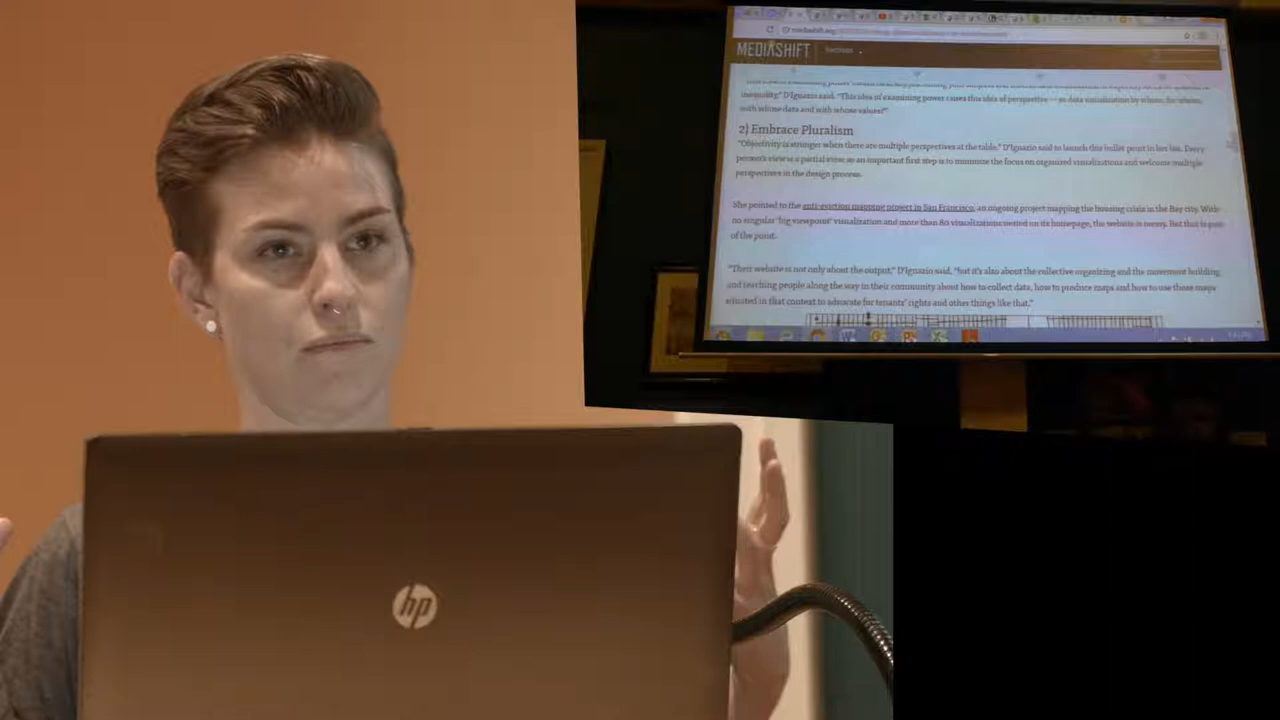 MEDIASHIFT
Sections
inequality," D'Ignazio said. "This idea of examining power cases this idea of perspective — so data visualization by whom, for whom,
with whose data and with whose values?"
2) Embrace Pluralism
"Objectivity is stronger when there are multiple perspectives at the table," D'Ignazio said to launch this bullet point in her list. Every
person's view is a partial view, so an important first step is to minimize the focus on organized visualizations and welcome multiple
perspectives in the design process.
She pointed to the anti-eviction mapping project in San Francisco, an ongoing project mapping the housing crisis in the Bay city. With
no singular 'big viewpoint' visualization and more than 80 visualizations nested on its homepage, the website is messy. But that is part
of the point.
"Their website is not only about the output," D'Ignazio said, "but it's also about the collective organizing and the movement building,
and teaching people along the way in their community about how to collect data, how to produce maps and how to use those maps
situated in that context to advocate for tenants' rights and other things like that."
hp